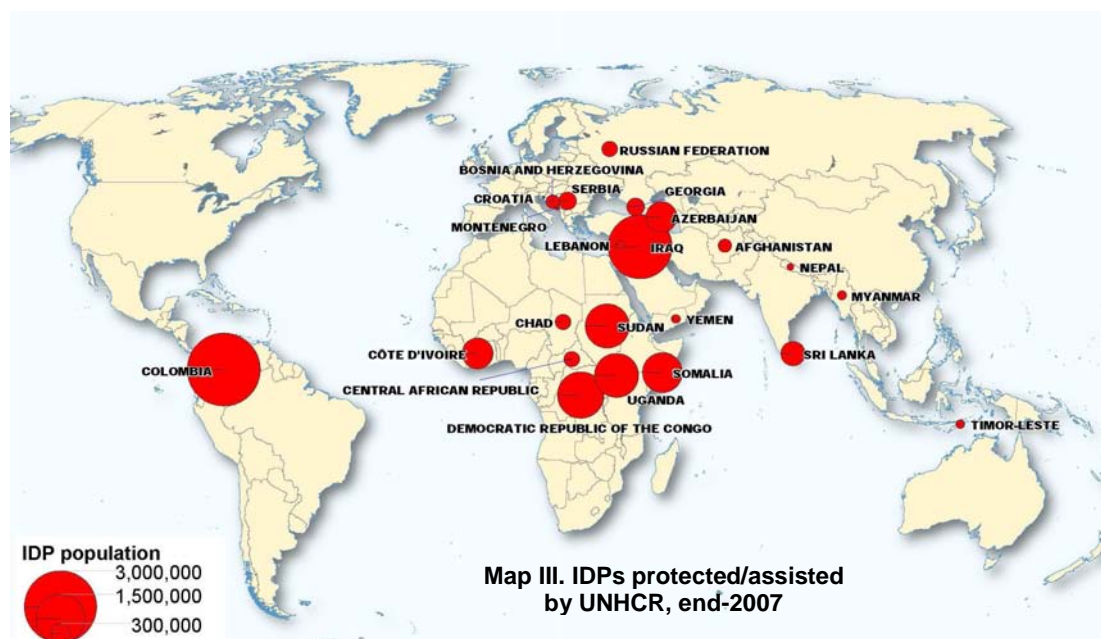 RUSSIAN FEDERATION
BOSNIA AND HERZEGOVINA
SERBIA
GEORGIA
CROATIA
AZERBAIJAN
MONTENEGRO
LEBANON
IRAQ
AFGHANISTAN
NEPAL
MYANMAR
CHAD
SUDAN
YEMEN
CÔTE D'IVOIRE
SRI LANKA
COLOMBIA
SOMALIA
CENTRAL AFRICAN REPUBLIC
UGANDA
DEMOCRATIC REPUBLIC OF THE CONGO
TIMOR-LESTE
IDP population
3,000,000
1,500,000
300,000
Map III. IDPs protected/assisted
by UNHCR, end-2007